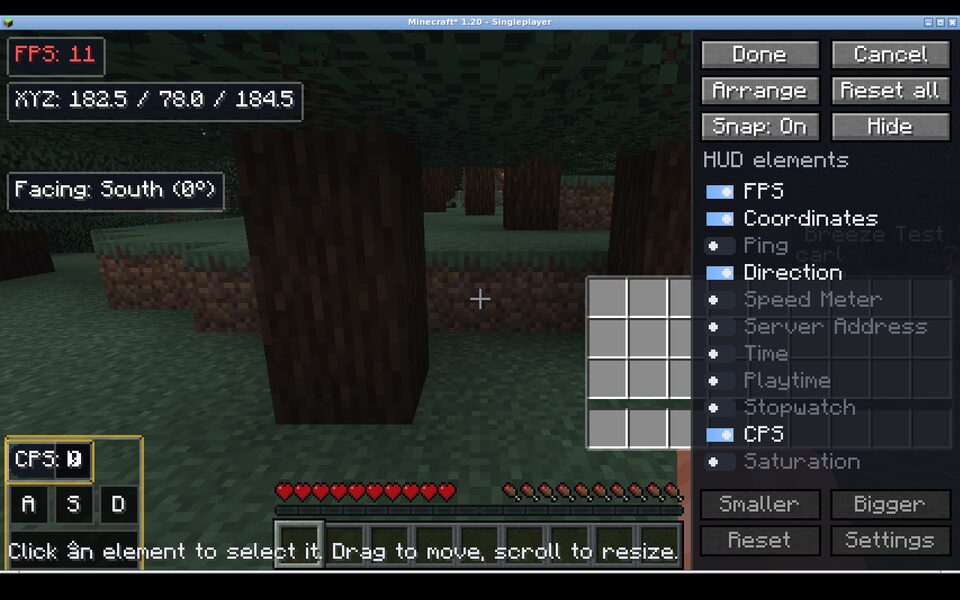 Minecraft* 1.20 - Singleplayer
FPS: 11
XYZ: 182.5 / 78.0 / 184.5
Facing: South (0°)
CPS: 0
A S D
Click an element to select it. Drag to move, scroll to resize.
Done Cancel
Arrange Reset all
Snap: On Hide
HUD elements
FPS
Coordinates
Ping
Direction
Speed Meter
Server Address
Time
Playtime
Stopwatch
CPS
Saturation
Breeze Test
Smaller Bigger
Reset Settings